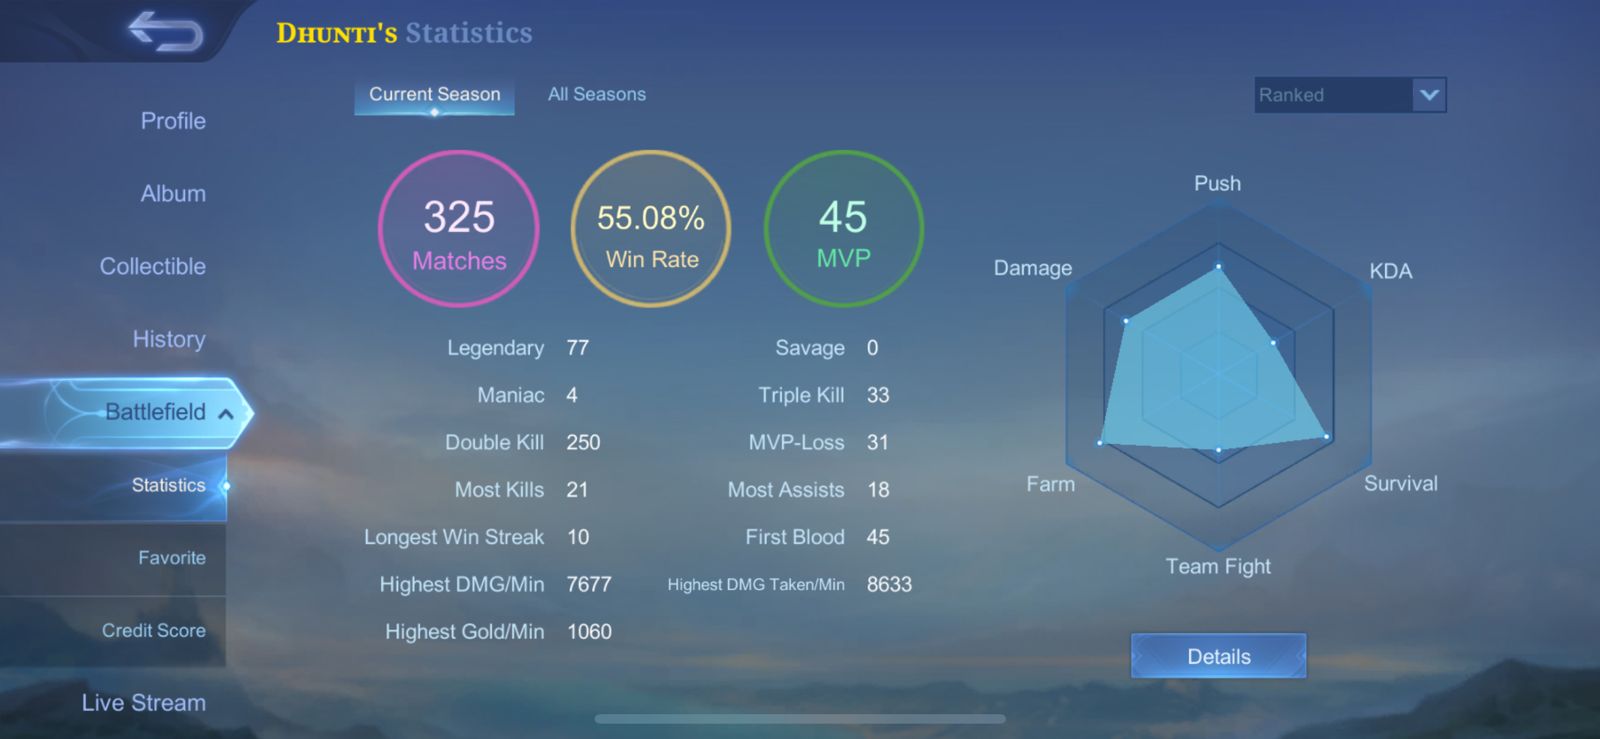 DHUNTI's Statistics
Current Season
All Seasons
Ranked
Profile
Album
Collectible
History
Battlefield
Statistics
Favorite
Credit Score
Live Stream
325
Matches
55.08%
Win Rate
45
MVP
Legendary 77
Savage 0
Maniac 4
Triple Kill 33
Double Kill 250
MVP-Loss 31
Most Kills 21
Most Assists 18
Longest Win Streak 10
First Blood 45
Highest DMG/Min 7677
Highest DMG Taken/Min 8633
Highest Gold/Min 1060
Push
Damage
KDA
Farm
Survival
Team Fight
Details